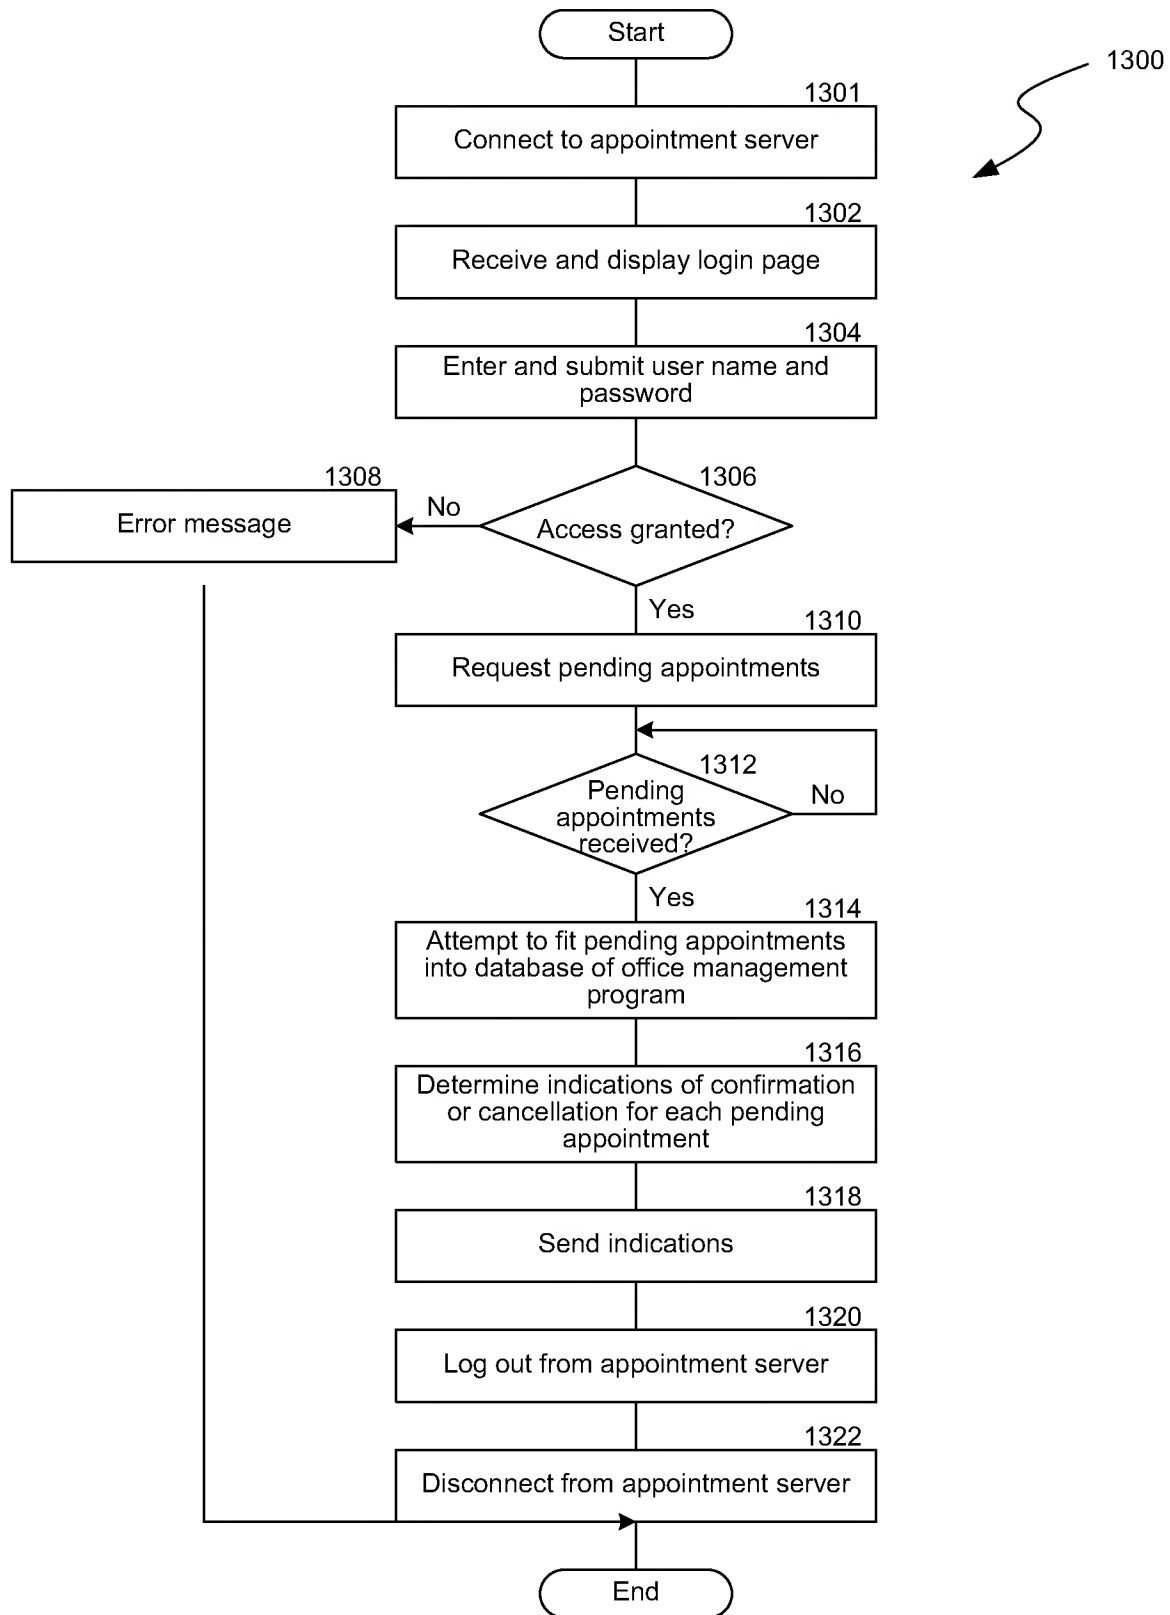 Start
1300
1301
Connect to appointment server
1302
Receive and display login page
1304
Enter and submit user name and
password
1306
Access granted?
No
1308
Error message
Yes
1310
Request pending appointments
1312
Pending
appointments
received?
No
Yes
1314
Attempt to fit pending appointments
into database of office management
program
1316
Determine indications of confirmation
or cancellation for each pending
appointment
1318
Send indications
1320
Log out from appointment server
1322
Disconnect from appointment server
End